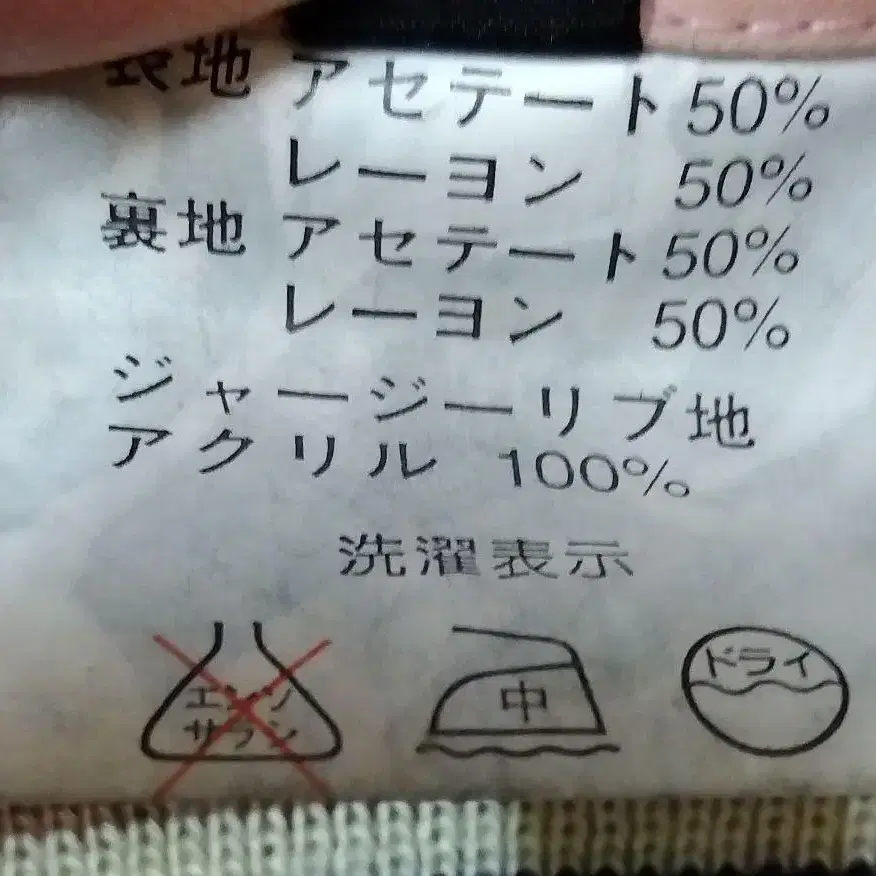 表地 アセテート50%
レーヨン 50%
裏地 アセテート50%
レーヨン 50%
ジャージーリブ地
アクリル 100%
洗濯表示
エンソ
サラシ
中
ドライ